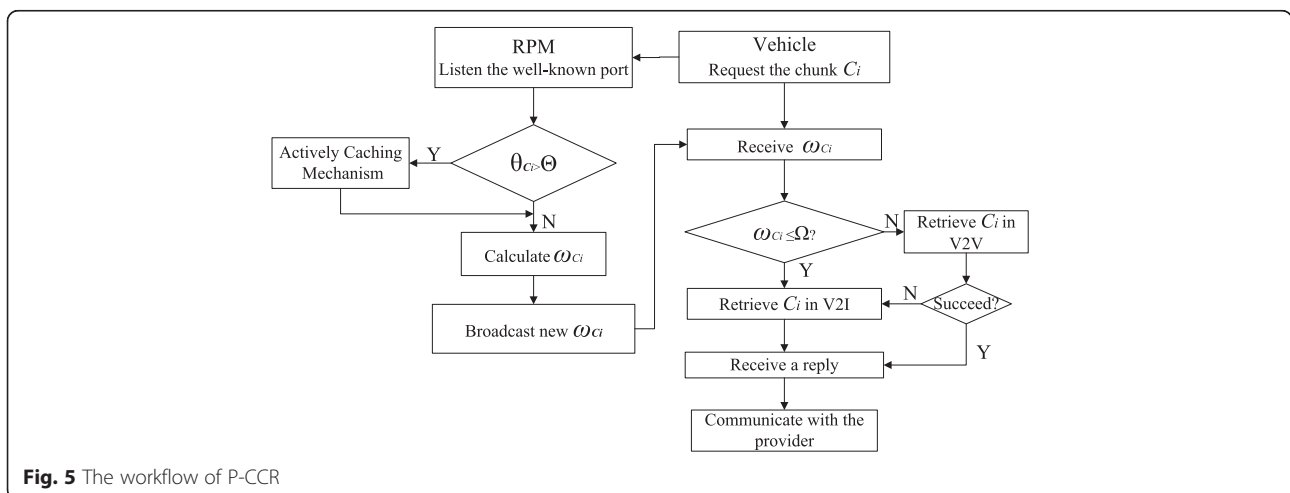 RPM
Listen the well-known port
Vehicle
Request the chunk Ci
Actively Caching
Mechanism
Y
θCi>Θ
N
Receive ωCi
Calculate ωCi
ωCi≤Ω?
N
Retrieve Ci in
V2V
Y
Broadcast new ωCi
Retrieve Ci in V2I
N
Succeed?
Y
Receive a reply
Communicate with the
provider
Fig. 5 The workflow of P-CCR